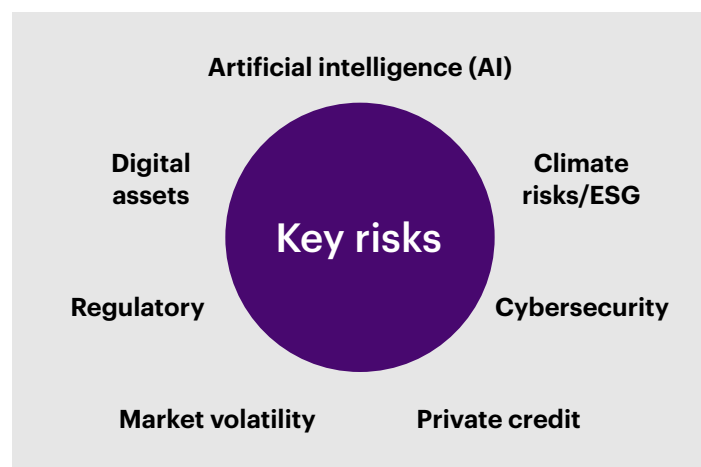 Artificial intelligence (AI)
Digital
assets
Climate
risks/ESG
Key risks
Regulatory
Cybersecurity
Market volatility
Private credit